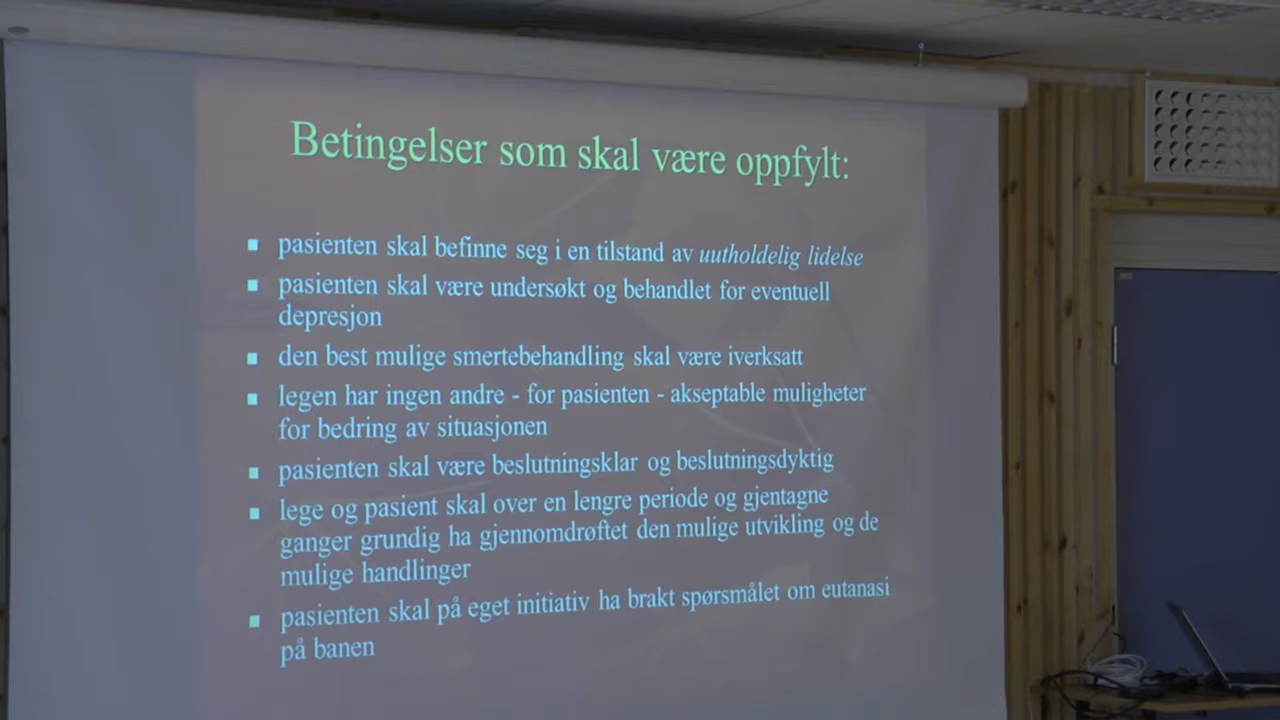 Betingelser som skal være oppfylt:
▪ pasienten skal befinne seg i en tilstand av uutholdelig lidelse
▪ pasienten skal være undersøkt og behandlet for eventuell
depresjon
▪ den best mulige smertebehandling skal være iverksatt
▪ legen har ingen andre - for pasienten - akseptable muligheter
for bedring av situasjonen
▪ pasienten skal være beslutningsklar og beslutningsdyktig
▪ lege og pasient skal over en lengre periode og gjentagne
ganger grundig ha gjennomdrøftet den mulige utvikling og de
mulige handlinger
▪ pasienten skal på eget initiativ ha brakt spørsmålet om eutanasi
på banen